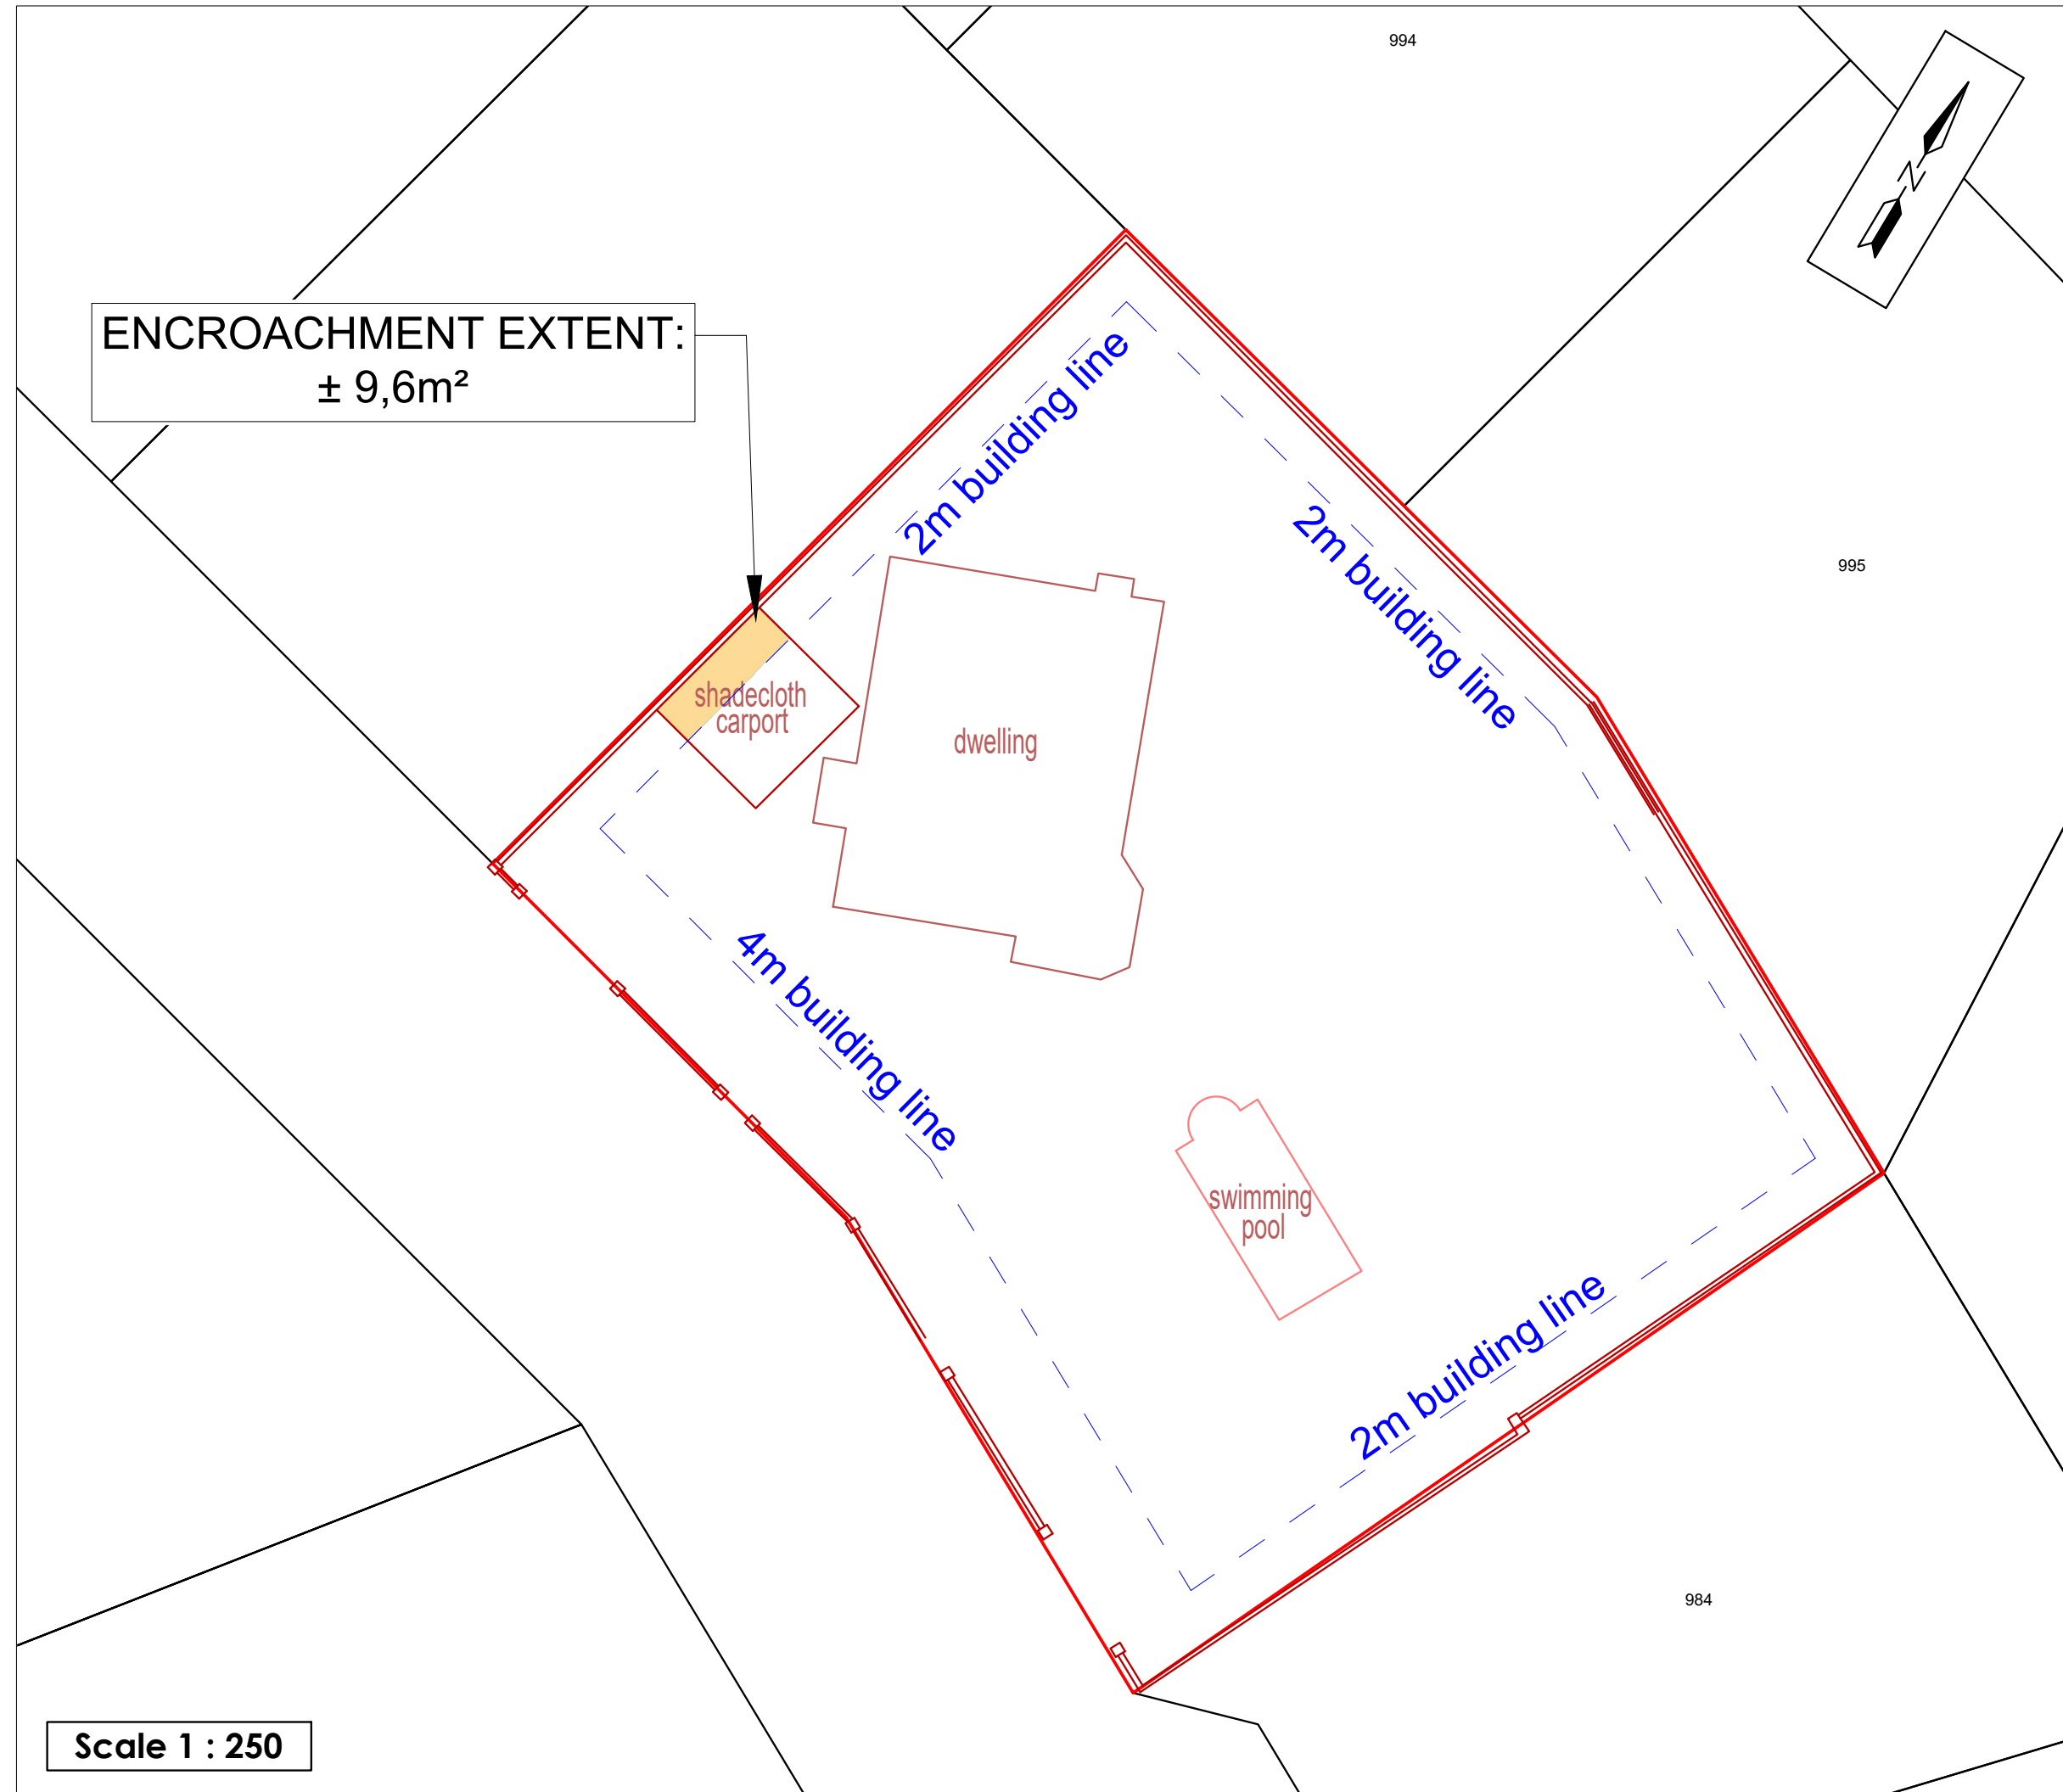 994
ENCROACHMENT EXTENT:
± 9,6m²
2m building line
2m building line
995
shadecloth
carport
dwelling
4m building line
swimming
pool
2m building line
984
Scale 1 : 250
N